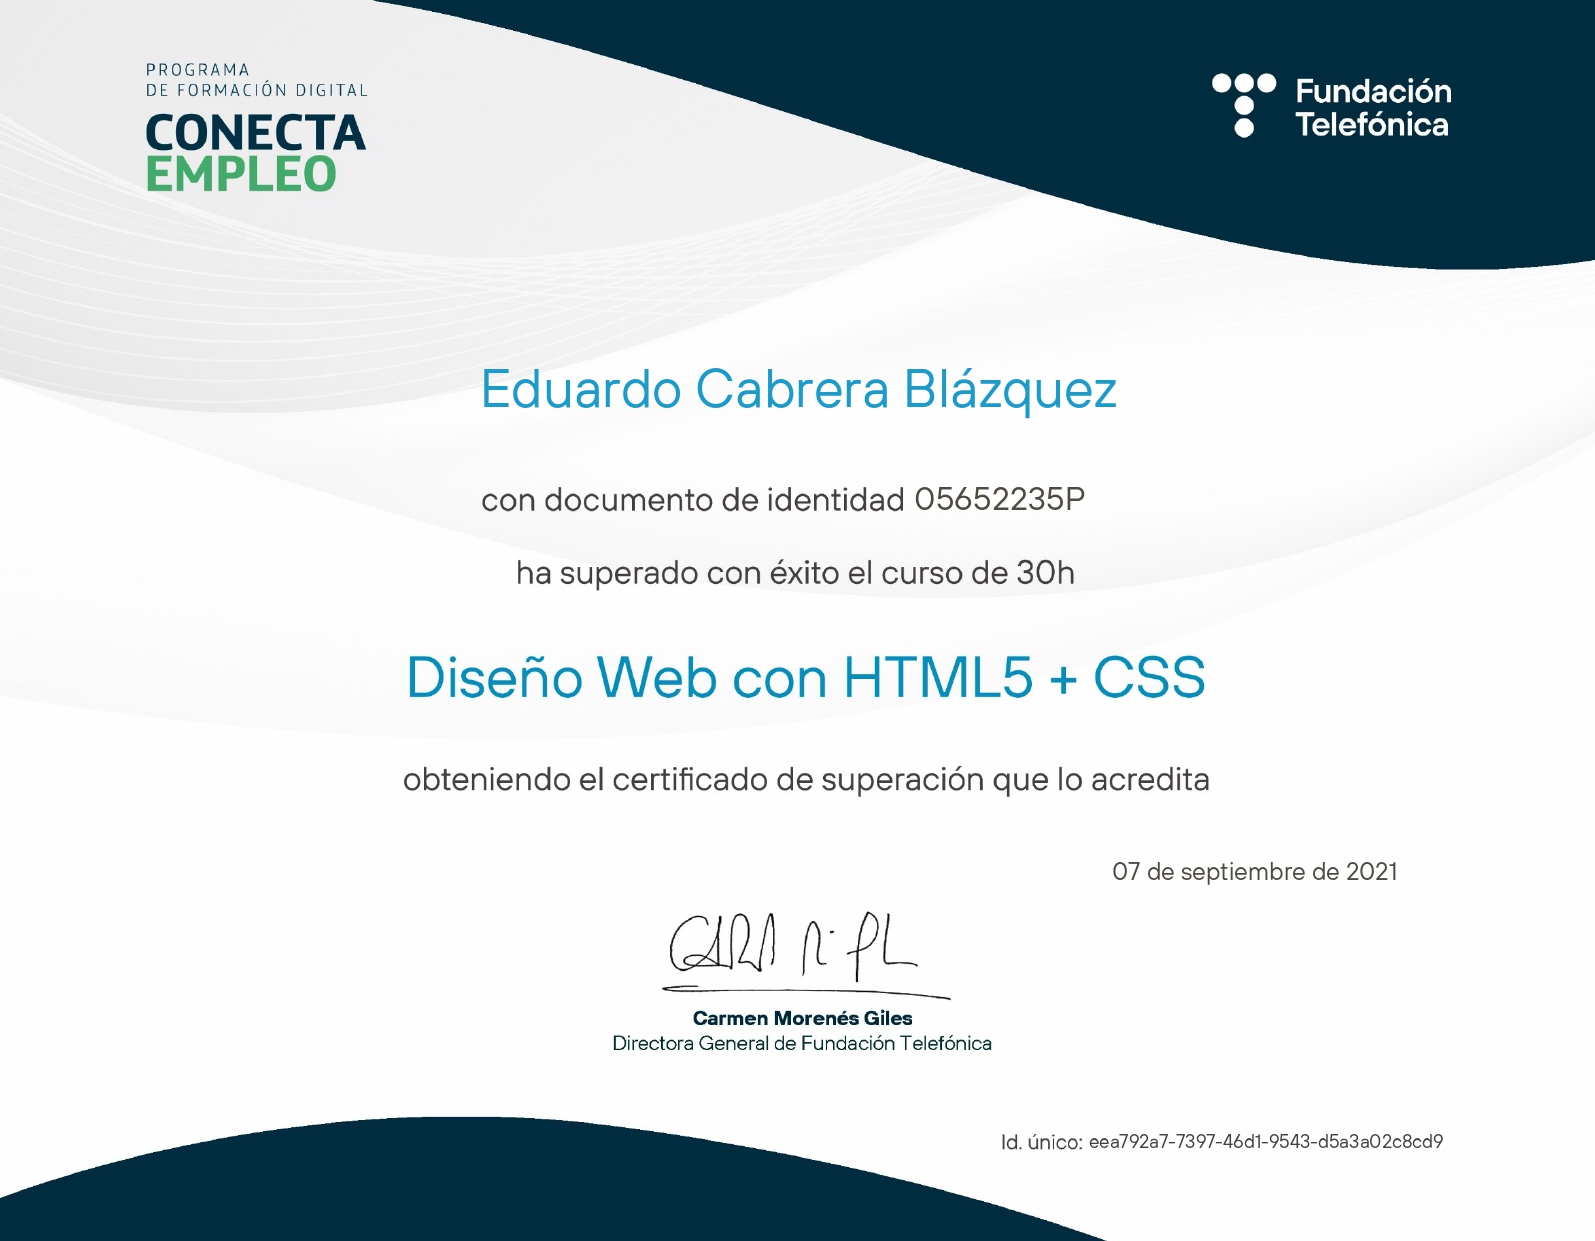 PROGRAMA
DE FORMACIÓN DIGITAL
CONECTA
EMPLEO
Fundación
Telefónica
Eduardo Cabrera Blázquez
con documento de identidad 05652235P
ha superado con éxito el curso de 30h
Diseño Web con HTML5 + CSS
obteniendo el certificado de superación que lo acredita
07 de septiembre de 2021
Carmen Morenés Giles
Directora General de Fundación Telefónica
Id. único: eea792a7-7397-46d1-9543-d5a3a02c8cd9